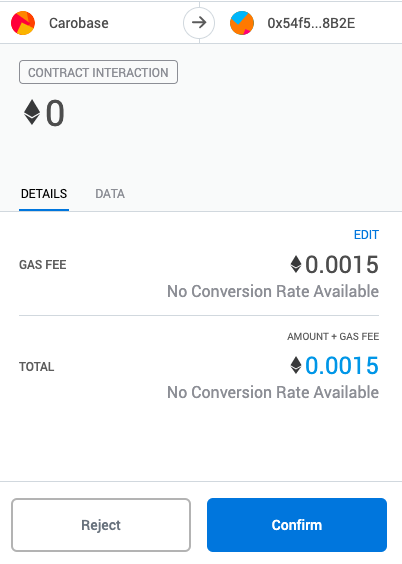 Carobase
0x54f5...8B2E
CONTRACT INTERACTION
0
DETAILS
DATA
EDIT
GAS FEE
0.0015
No Conversion Rate Available
AMOUNT + GAS FEE
TOTAL
0.0015
No Conversion Rate Available
Reject
Confirm